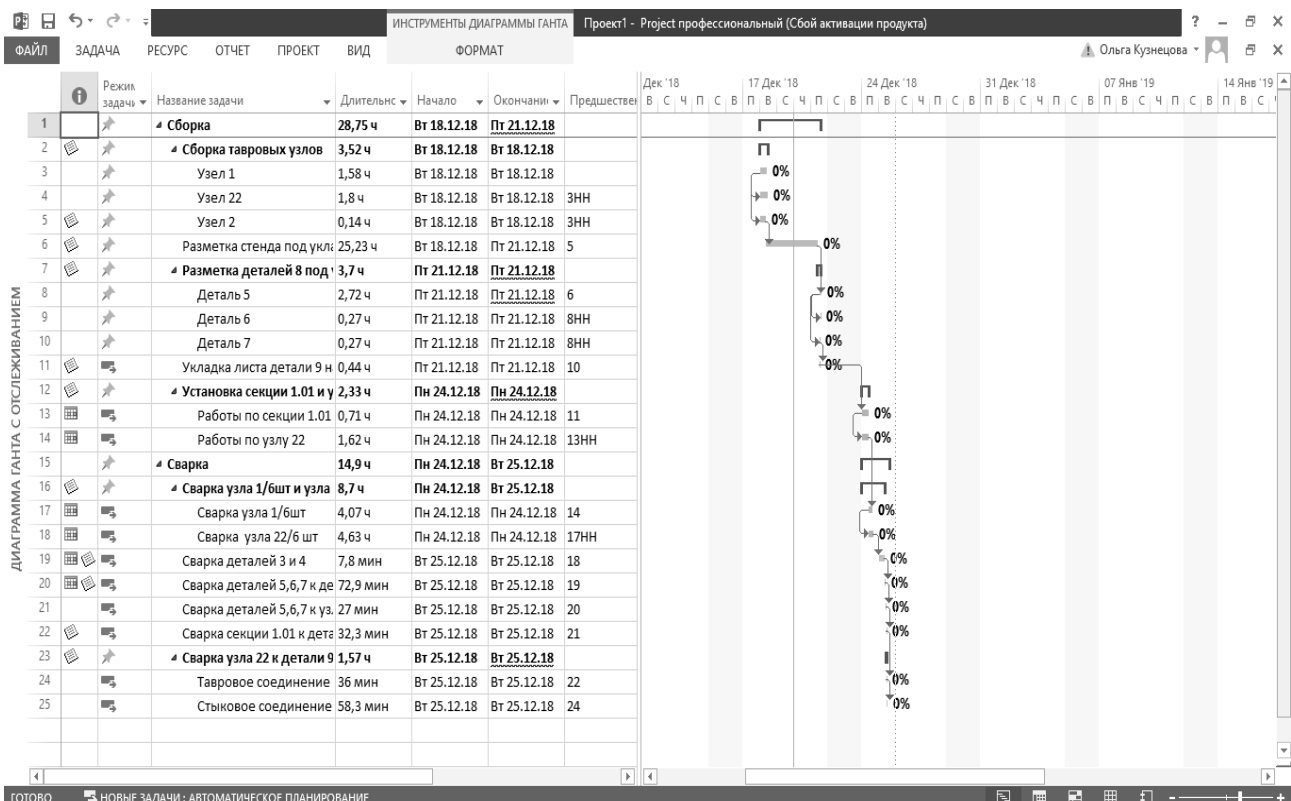 ИНСТРУМЕНТЫ ДИАГРАММЫ ГАНТА Проект1 - Project профессиональный (Сбой активации продукта) ?
ФАЙЛ ЗАДАЧА РЕСУРС ОТЧЕТ ПРОЕКТ ВИД ФОРМАТ Ольга Кузнецова
Режим задачи Название задачи Длительнс Начало Окончани Предшествен
Дек '18 17 Дек '18 24 Дек '18 31 Дек '18 07 Янв '19 14 Янв '19
В С Ч П С В П В С Ч П С В П В С Ч П С В П В С Ч П С В П В С Ч П С В П В С
1 Сборка 28,75 ч Вт 18.12.18 Пт 21.12.18
2 Сборка тавровых узлов 3,52 ч Вт 18.12.18 Вт 18.12.18
3 Узел 1 1,58 ч Вт 18.12.18 Вт 18.12.18 0%
4 Узел 22 1,8 ч Вт 18.12.18 Вт 18.12.18 3НН 0%
5 Узел 2 0,14 ч Вт 18.12.18 Вт 18.12.18 3НН 0%
6 Разметка стенда под укла 25,23 ч Вт 18.12.18 Пт 21.12.18 5 0%
7 Разметка деталей 8 под 3,7 ч Пт 21.12.18 Пт 21.12.18
8 Деталь 5 2,72 ч Пт 21.12.18 Пт 21.12.18 6 0%
9 Деталь 6 0,27 ч Пт 21.12.18 Пт 21.12.18 8НН 0%
10 Деталь 7 0,27 ч Пт 21.12.18 Пт 21.12.18 8НН 0%
11 Укладка листа детали 9 н 0,44 ч Пт 21.12.18 Пт 21.12.18 10 0%
12 Установка секции 1.01 и у 2,33 ч Пн 24.12.18 Пн 24.12.18
13 Работы по секции 1.01 0,71 ч Пн 24.12.18 Пн 24.12.18 11 0%
14 Работы по узлу 22 1,62 ч Пн 24.12.18 Пн 24.12.18 13НН 0%
15 Сварка 14,9 ч Пн 24.12.18 Вт 25.12.18
16 Сварка узла 1/6шт и узла 8,7 ч Пн 24.12.18 Вт 25.12.18
17 Сварка узла 1/6шт 4,07 ч Пн 24.12.18 Пн 24.12.18 14 0%
18 Сварка узла 22/6 шт 4,63 ч Пн 24.12.18 Пн 24.12.18 17НН 0%
19 Сварка деталей 3 и 4 7,8 мин Вт 25.12.18 Вт 25.12.18 18 0%
20 Сварка деталей 5,6,7 к де 72,9 мин Вт 25.12.18 Вт 25.12.18 19 0%
21 Сварка деталей 5,6,7 к уз. 27 мин Вт 25.12.18 Вт 25.12.18 20 0%
22 Сварка секции 1.01 к дета 32,3 мин Вт 25.12.18 Вт 25.12.18 21 0%
23 Сварка узла 22 к детали 9 1,57 ч Вт 25.12.18 Вт 25.12.18
24 Тавровое соединение 36 мин Вт 25.12.18 Вт 25.12.18 22 0%
25 Стыковое соединение 58,3 мин Вт 25.12.18 Вт 25.12.18 24 0%
ДИАГРАММА ГАНТА С ОТСЛЕЖИВАНИЕМ
ГОТОВО НОВЫЕ ЗАДАЧИ : АВТОМАТИЧЕСКОЕ ПЛАНИРОВАНИЕ